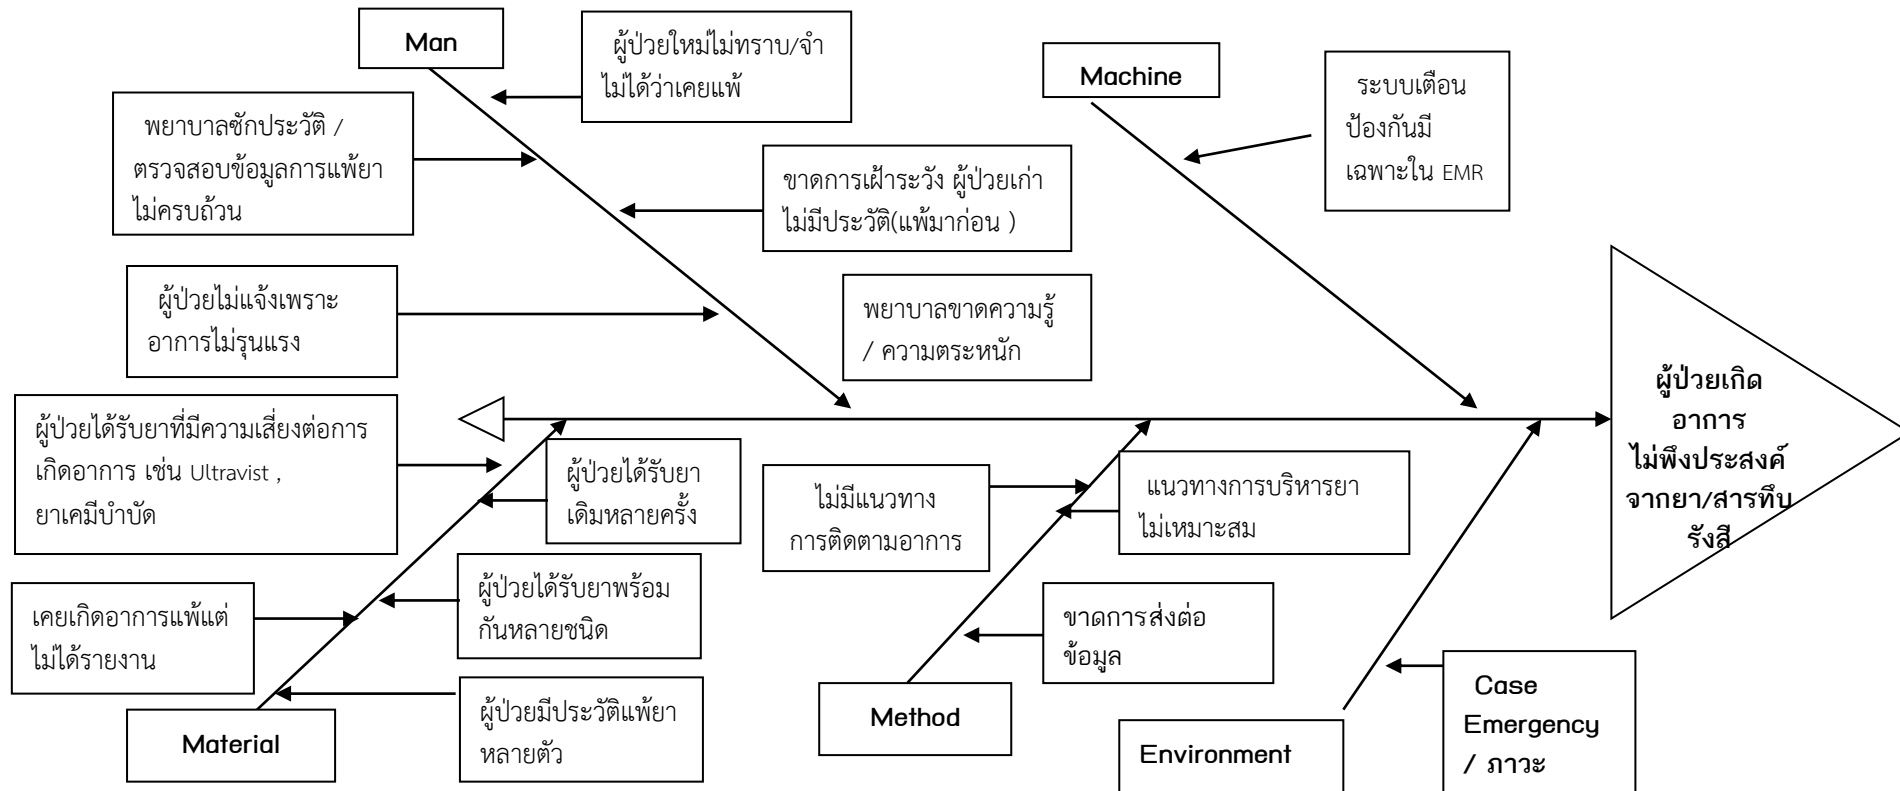 Man
ผู้ป่วยใหม่ไม่ทราบ/จำ
ไม่ได้ว่าเคยแพ้
Machine
ระบบเตือน
ป้องกันมี
เฉพาะใน EMR
พยาบาลซักประวัติ /
ตรวจสอบข้อมูลการแพ้ยา
ไม่ครบถ้วน
ขาดการเฝ้าระวัง ผู้ป่วยเก่า
ไม่มีประวัติ(แพ้มาก่อน )
ผู้ป่วยไม่แจ้งเพราะ
อาการไม่รุนแรง
พยาบาลขาดความรู้
/ ความตระหนัก
ผู้ป่วยเกิด
อาการ
ไม่พึงประสงค์
จากยา/สารทึบ
รังสี
ผู้ป่วยได้รับยาที่มีความเสี่ยงต่อการ
เกิดอาการ เช่น Ultravist ,
ยาเคมีบำบัด
ผู้ป่วยได้รับยา
เดิมหลายครั้ง
ไม่มีแนวทาง
การติดตามอาการ
แนวทางการบริหารยา
ไม่เหมาะสม
เคยเกิดอาการแพ้แต่
ไม่ได้รายงาน
ผู้ป่วยได้รับยาพร้อม
กันหลายชนิด
ขาดการส่งต่อ
ข้อมูล
ผู้ป่วยมีประวัติแพ้ยา
หลายตัว
Material
Method
Environment
Case
Emergency
/ ภาวะ